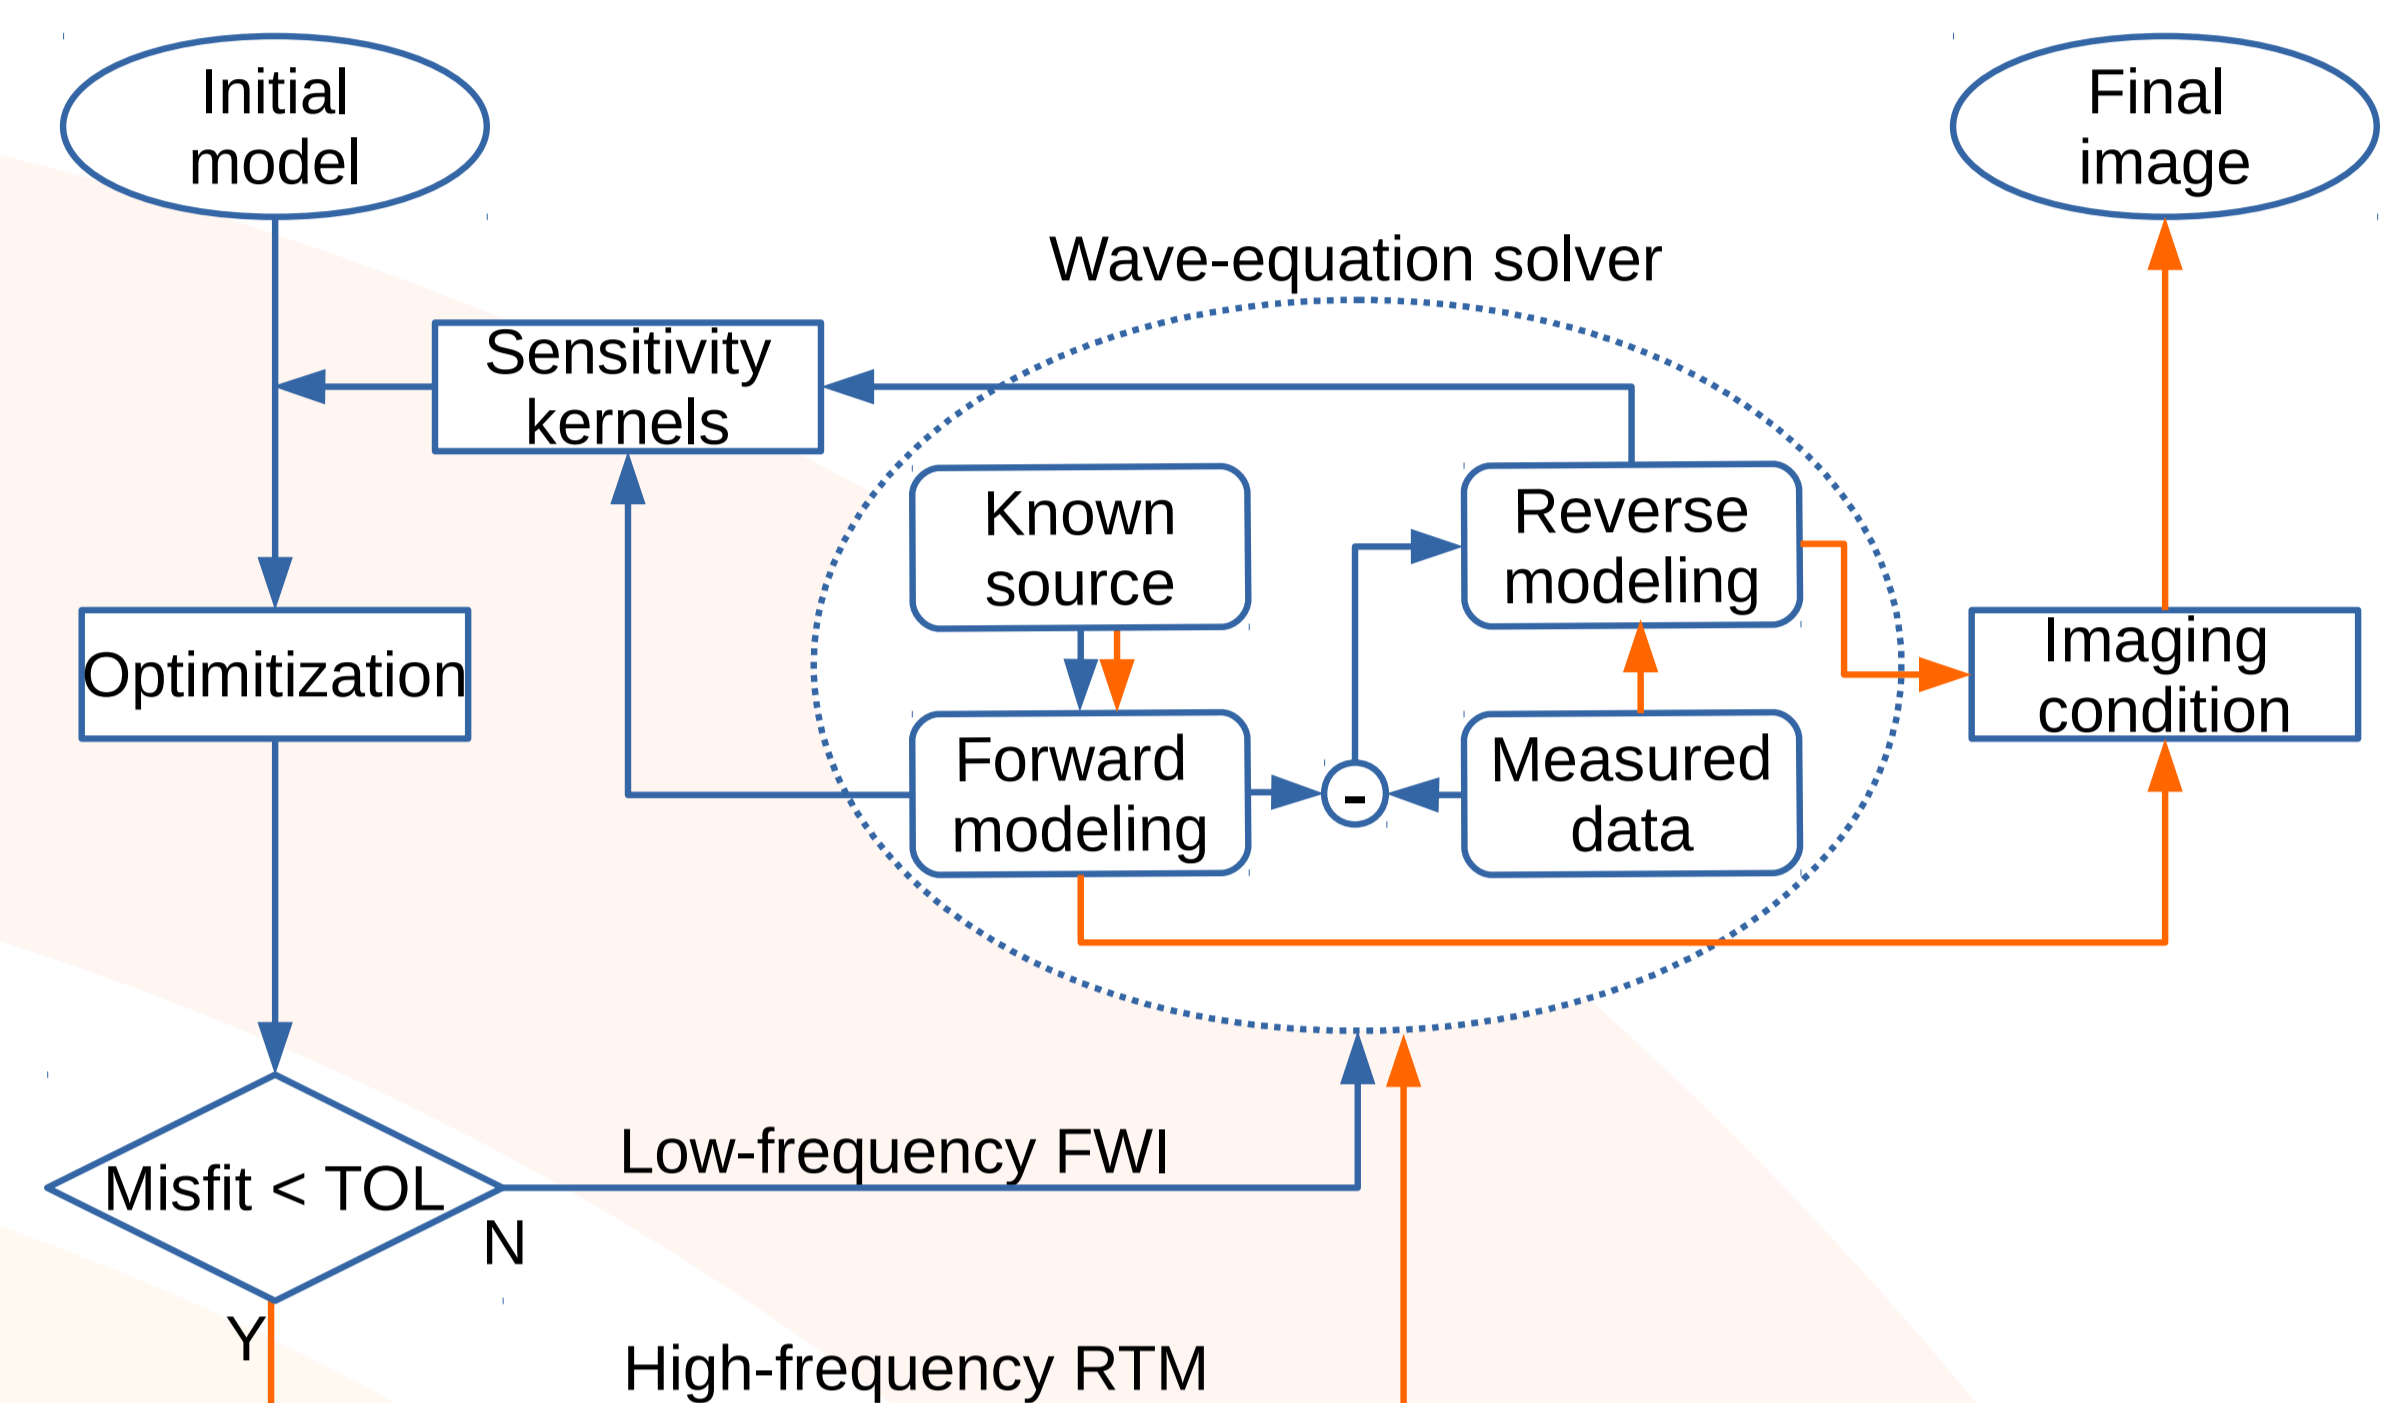 Initial
model
Final
image
Wave-equation solver
Sensitivity
kernels
Known
source
Reverse
modeling
Optimitization
Imaging
condition
Forward
modeling
-
Measured
data
Misfit < TOL
Low-frequency FWI
N
Y
High-frequency RTM